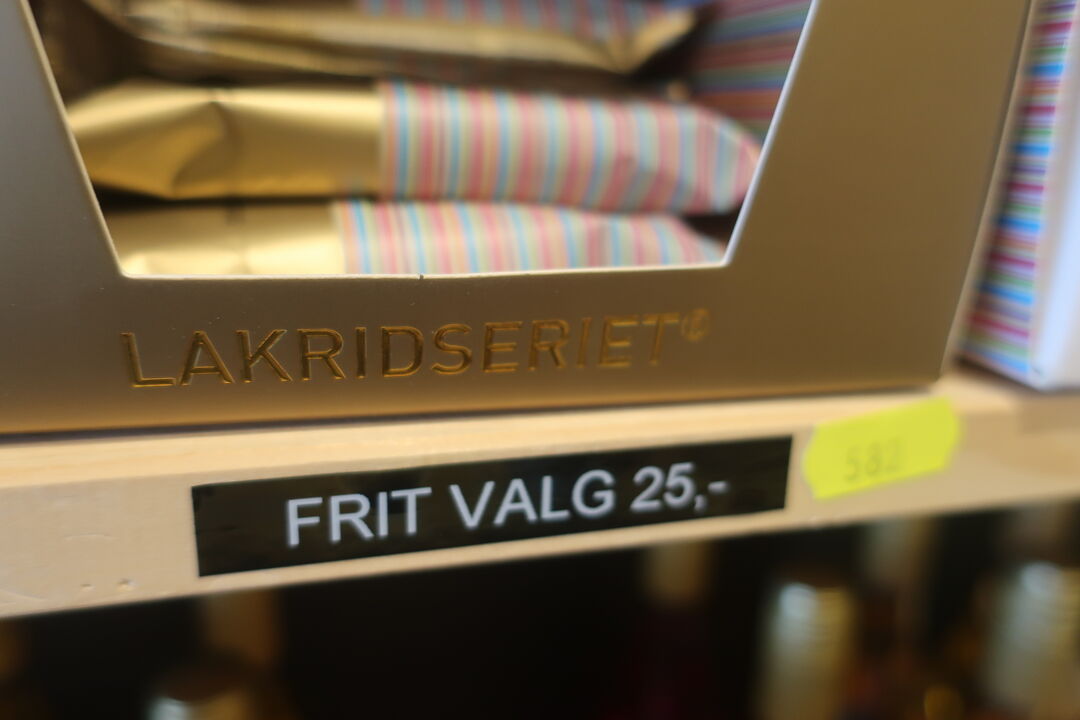 LAKRIDSERIET®
FRIT VALG 25,-
582